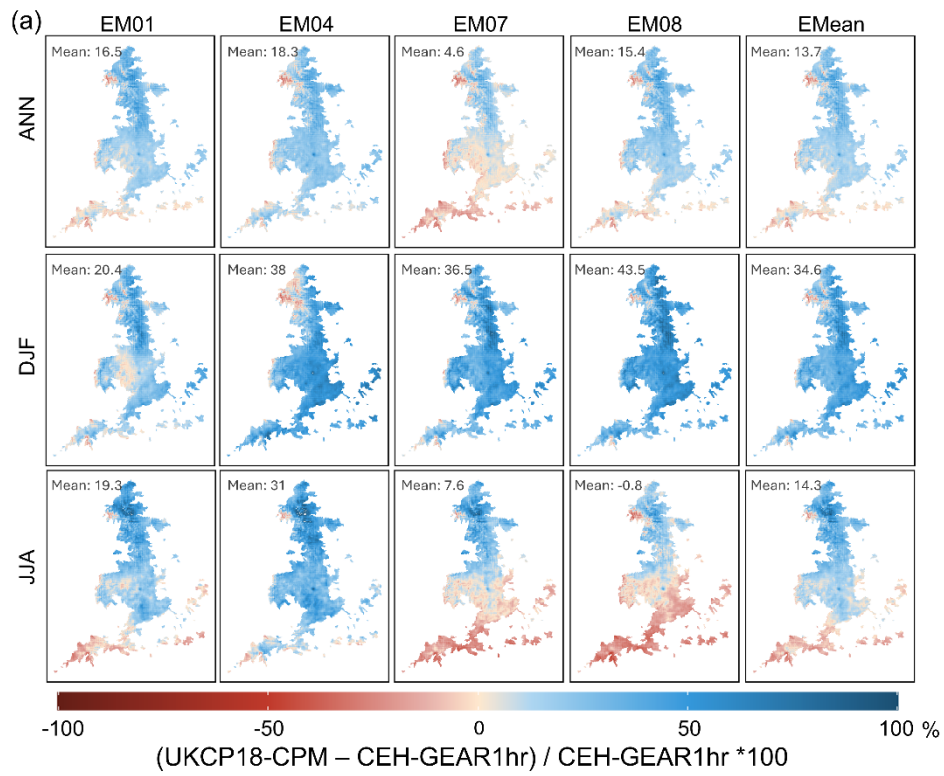 (a)
EM01 EM04 EM07 EM08 EMean
ANN
Mean: 16.5 Mean: 18.3 Mean: 4.6 Mean: 15.4 Mean: 13.7
DJF
Mean: 20.4 Mean: 38 Mean: 36.5 Mean: 43.5 Mean: 34.6
JJA
Mean: 19.3 Mean: 31 Mean: 7.6 Mean: -0.8 Mean: 14.3
-100 -50 0 50 100 %
(UKCP18-CPM – CEH-GEAR1hr) / CEH-GEAR1hr *100